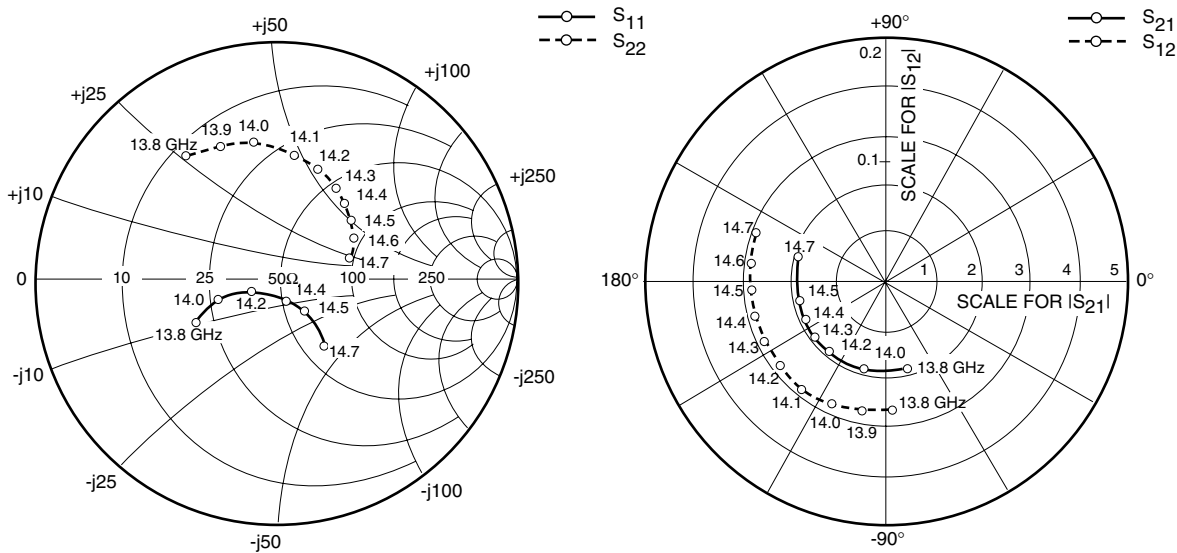 S11
S22
+j50
+j100
+j25
+j250
+j10
0
10
25
50Ω
100
250
-j10
-j250
-j25
-j100
-j50
13.8 GHz
13.9
14.0
14.1
14.2
14.3
14.4
14.5
14.6
14.7
14.0
14.2
14.4
14.5
13.8 GHz
14.7
S21
S12
+90°
0.2
0.1
SCALE FOR |S12|
180°
0°
1
2
3
4
5
SCALE FOR |S21|
-90°
14.7
14.6
14.5
14.4
14.3
14.2
14.1
14.0
13.9
13.8 GHz
14.7
14.5
14.4
14.3
14.2
14.0
13.8 GHz